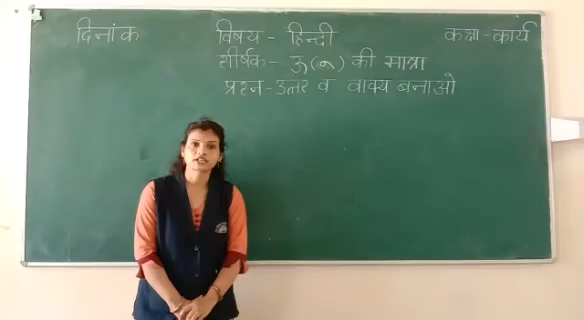 दिनांक विषय - हिन्दी कक्षा - कार्य
शीर्षक - ऊ ( ू ) की मात्रा
प्रश्न - उत्तर व वाक्य बनाओ